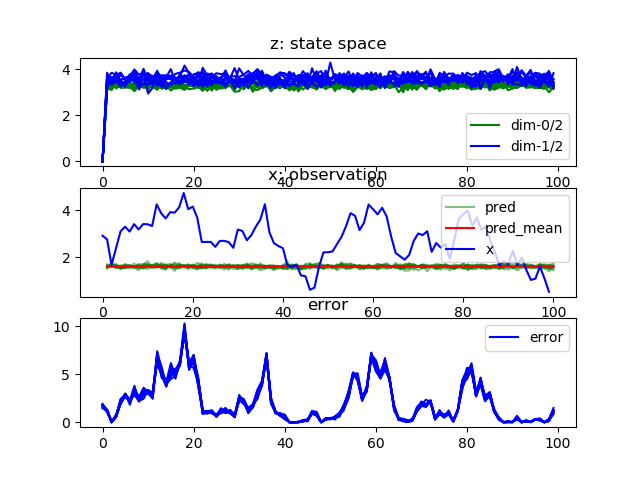 z: state space
4
2
0
dim-0/2
dim-1/2
0 20 40 60 80 100
x: observation
4
2
pred
pred_mean
x
0 20 40 60 80 100
error
10
5
0
error
0 20 40 60 80 100